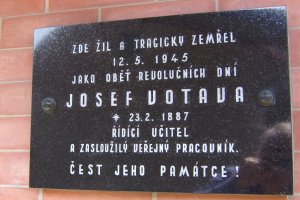 ZDE ŽIL A TRAGICKY ZEMŘEL
12.5.1945
JAKO OBĚŤ REVOLUČNÍCH DNÍ
JOSEF VOTAVA
* 23.2.1887
ŘÍDÍCÍ UČITEL
A ZASLOUŽILÝ VEŘEJNÝ PRACOVNÍK.
ČEST JEHO PAMÁTCE!